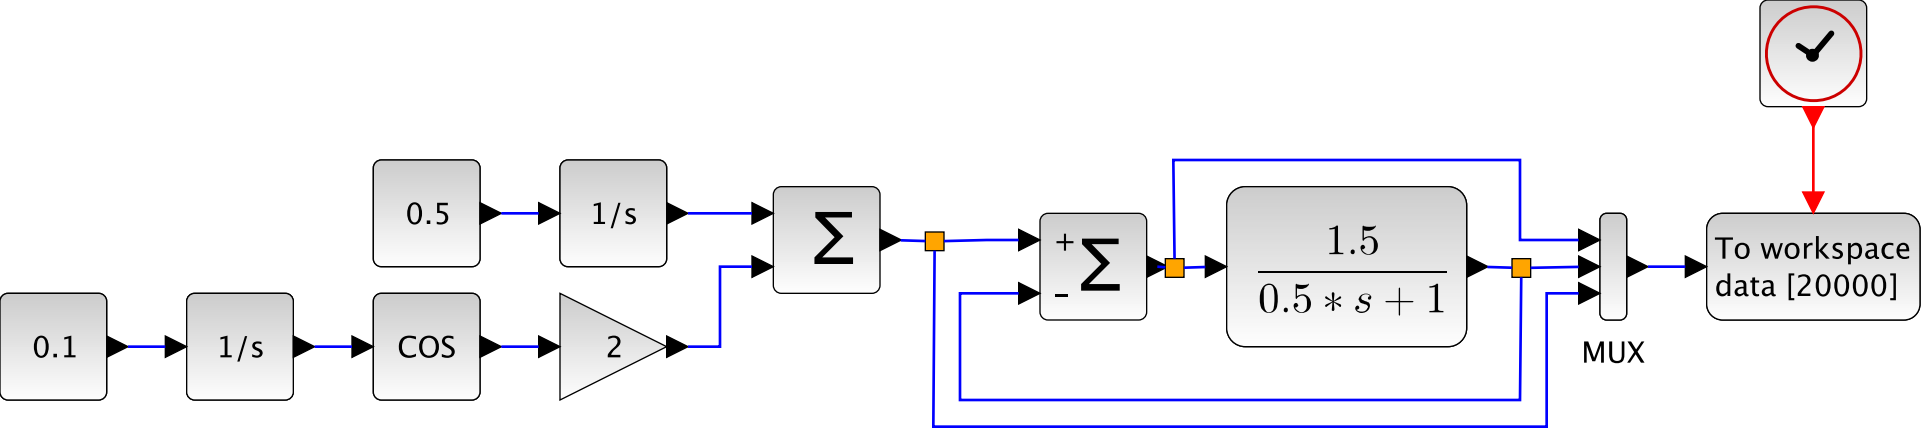 0.5
1/s
Σ
+
-
Σ
1.5
0.5 * s + 1
To workspace
data [20000]
0.1
1/s
COS
2
MUX